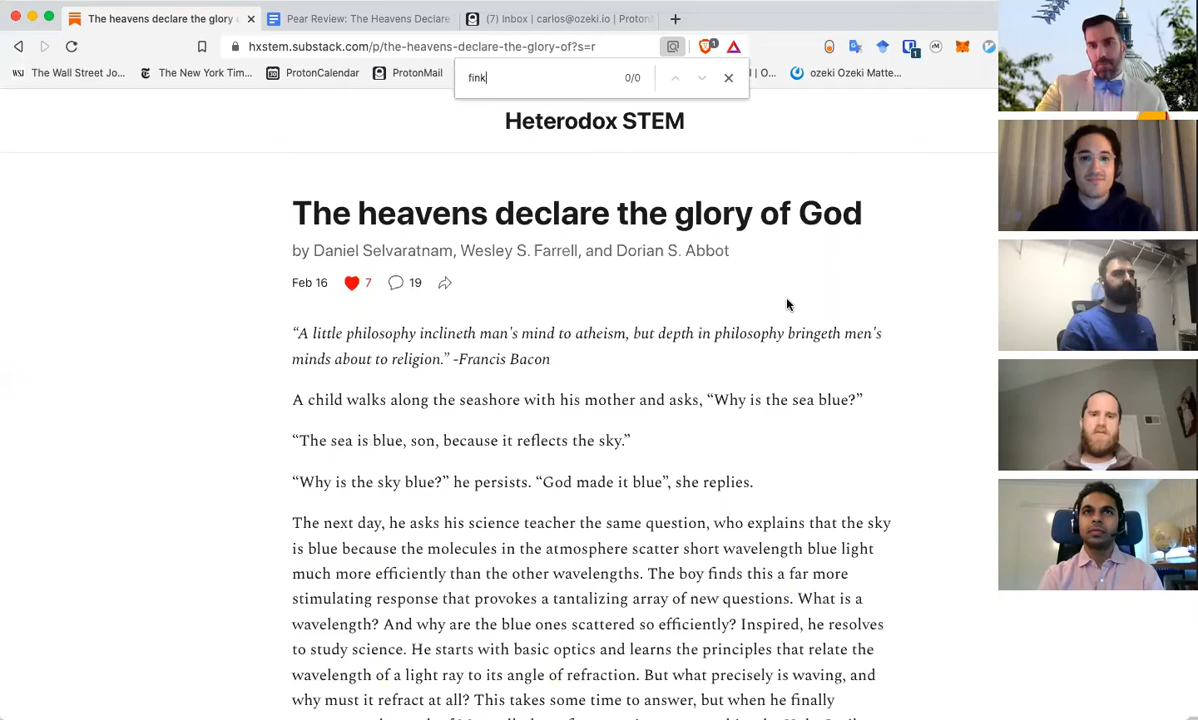 The heavens declare the glory
Pear Review: The Heavens Declare
(7) Inbox | carlos@ozeki.io | Proton
hxstem.substack.com/p/the-heavens-declare-the-glory-of?s=r
1
1
WSJ The Wall Street Jo...
The New York Tim...
ProtonCalendar
ProtonMail
| O...
ozeki Ozeki Matte...
fink
0/0
Heterodox STEM
The heavens declare the glory of God
by Daniel Selvaratnam, Wesley S. Farrell, and Dorian S. Abbot
Feb 16
7
19
“A little philosophy inclineth man's mind to atheism, but depth in philosophy bringeth men's
minds about to religion.” -Francis Bacon
A child walks along the seashore with his mother and asks, “Why is the sea blue?”
“The sea is blue, son, because it reflects the sky.”
“Why is the sky blue?” he persists. “God made it blue”, she replies.
The next day, he asks his science teacher the same question, who explains that the sky
is blue because the molecules in the atmosphere scatter short wavelength blue light
much more efficiently than the other wavelengths. The boy finds this a far more
stimulating response that provokes a tantalizing array of new questions. What is a
wavelength? And why are the blue ones scattered so efficiently? Inspired, he resolves
to study science. He starts with basic optics and learns the principles that relate the
wavelength of a light ray to its angle of refraction. But what precisely is waving, and
why must it refract at all? This takes some time to answer, but when he finally